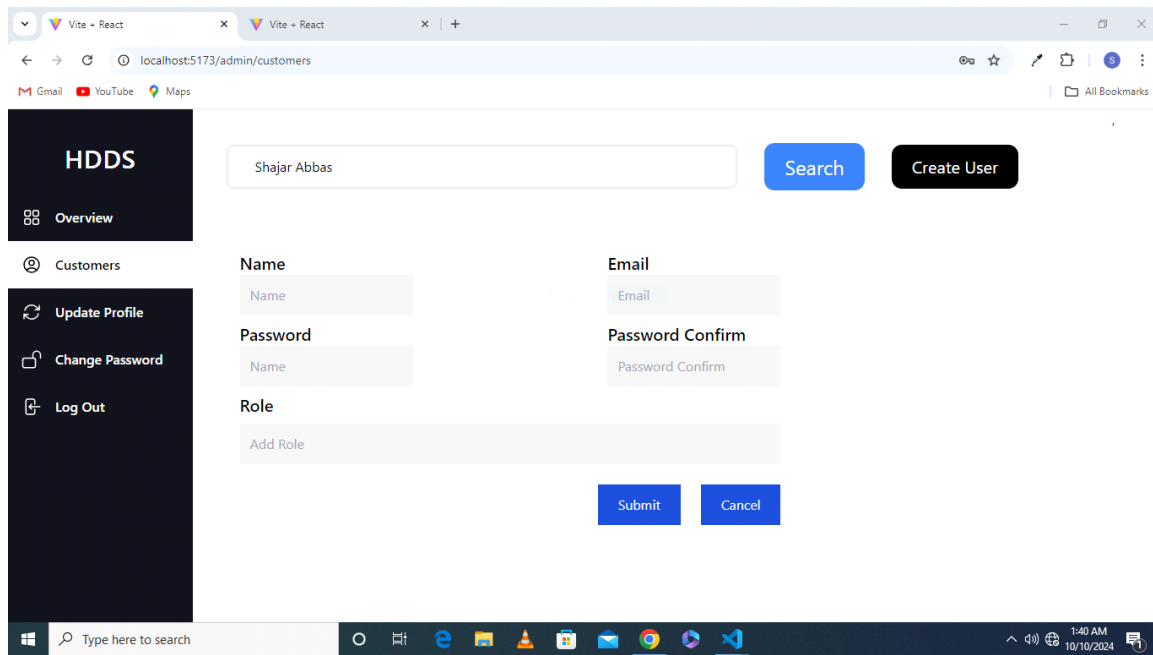 Vite + React
Vite + React
localhost:5173/admin/customers
S
Gmail YouTube Maps
All Bookmarks
HDDS
Overview
Customers
Update Profile
Change Password
Log Out
Shajar Abbas
Search
Create User
,
Name
Name
Email
Email
Password
Name
Password Confirm
Password Confirm
Role
Add Role
Submit
Cancel
Type here to search
1:40 AM
10/10/2024
1